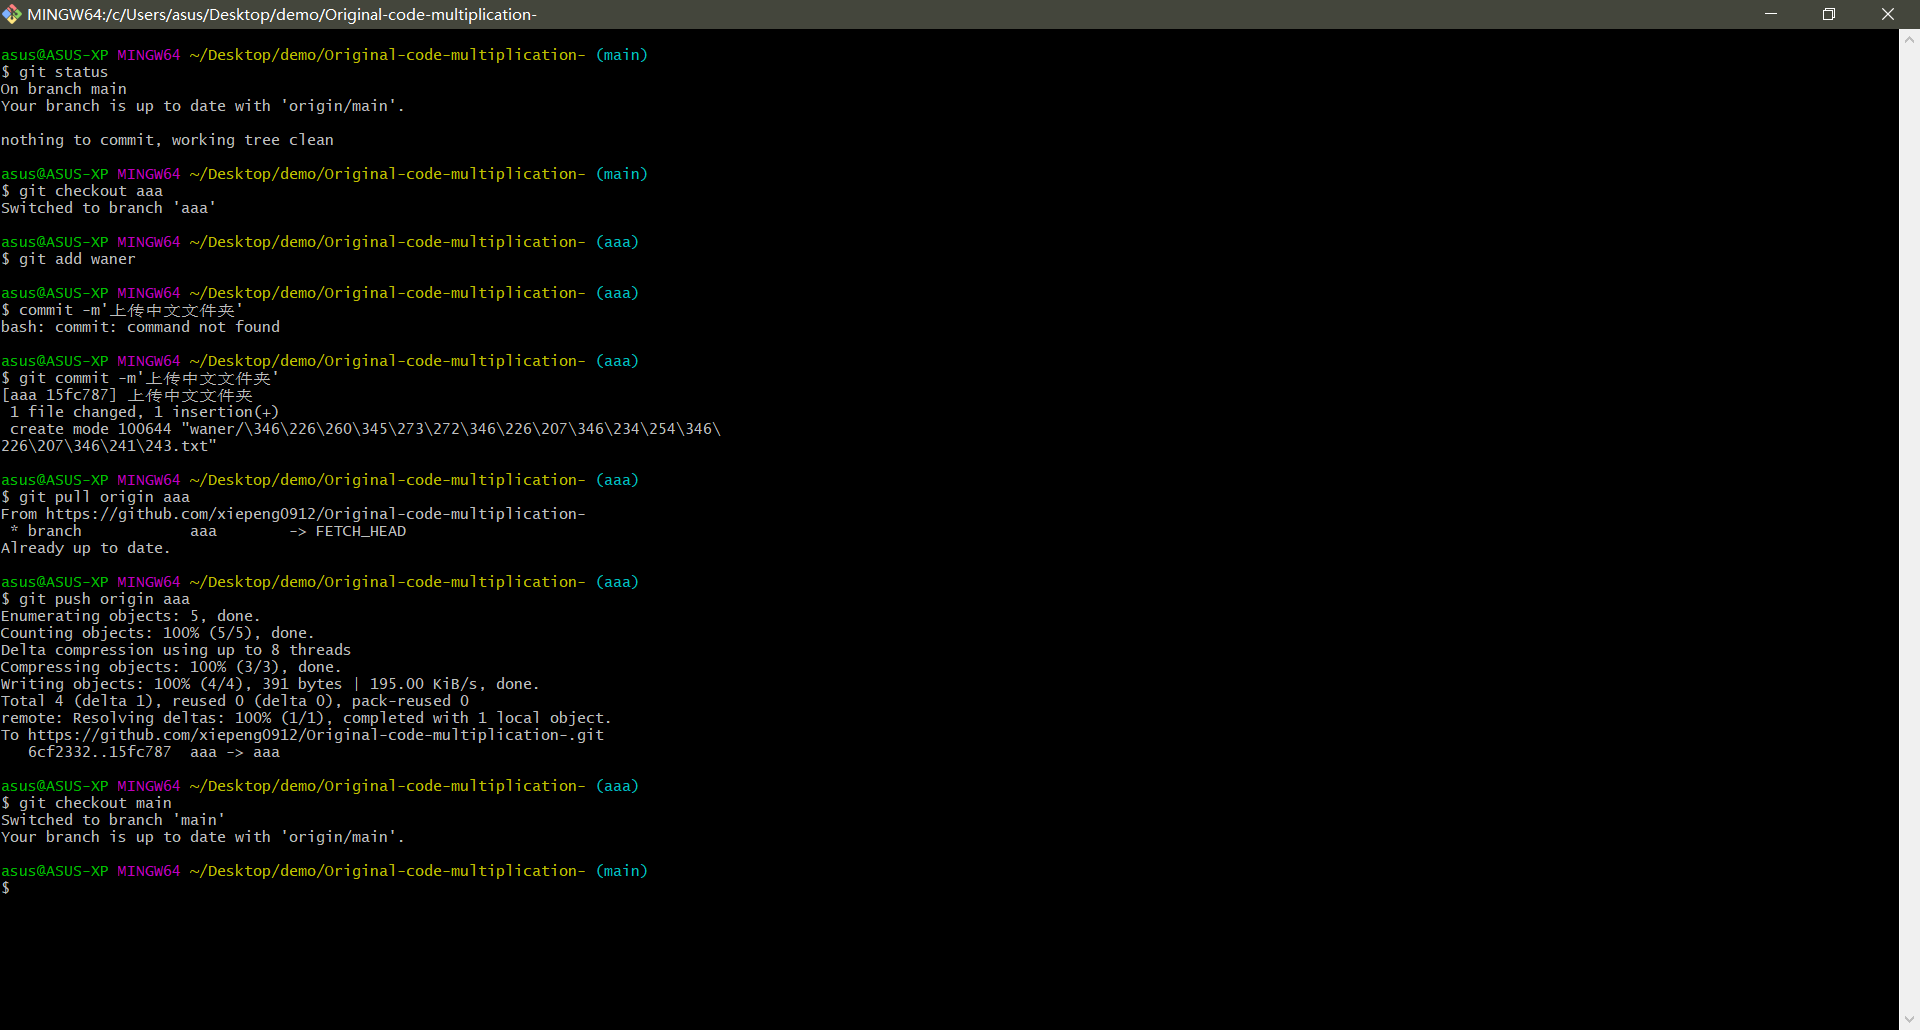 MINGW64:/c/Users/asus/Desktop/demo/Original-code-multiplication-
asus@ASUS-XP MINGW64 ~/Desktop/demo/Original-code-multiplication- (main)
$ git status
On branch main
Your branch is up to date with 'origin/main'.
nothing to commit, working tree clean
asus@ASUS-XP MINGW64 ~/Desktop/demo/Original-code-multiplication- (main)
$ git checkout aaa
Switched to branch 'aaa'
asus@ASUS-XP MINGW64 ~/Desktop/demo/Original-code-multiplication- (aaa)
$ git add waner
asus@ASUS-XP MINGW64 ~/Desktop/demo/Original-code-multiplication- (aaa)
$ commit -m'上传中文文件夹'
bash: commit: command not found
asus@ASUS-XP MINGW64 ~/Desktop/demo/Original-code-multiplication- (aaa)
$ git commit -m'上传中文文件夹'
[aaa 15fc787] 上传中文文件夹
 1 file changed, 1 insertion(+)
 create mode 100644 "waner/\346\226\260\345\273\272\346\226\207\346\234\254\346\
226\207\346\241\243.txt"
asus@ASUS-XP MINGW64 ~/Desktop/demo/Original-code-multiplication- (aaa)
$ git pull origin aaa
From https://github.com/xiepeng0912/Original-code-multiplication-
 * branch            aaa        -> FETCH_HEAD
Already up to date.
asus@ASUS-XP MINGW64 ~/Desktop/demo/Original-code-multiplication- (aaa)
$ git push origin aaa
Enumerating objects: 5, done.
Counting objects: 100% (5/5), done.
Delta compression using up to 8 threads
Compressing objects: 100% (3/3), done.
Writing objects: 100% (4/4), 391 bytes | 195.00 KiB/s, done.
Total 4 (delta 1), reused 0 (delta 0), pack-reused 0
remote: Resolving deltas: 100% (1/1), completed with 1 local object.
To https://github.com/xiepeng0912/Original-code-multiplication-.git
   6cf2332..15fc787  aaa -> aaa
asus@ASUS-XP MINGW64 ~/Desktop/demo/Original-code-multiplication- (aaa)
$ git checkout main
Switched to branch 'main'
Your branch is up to date with 'origin/main'.
asus@ASUS-XP MINGW64 ~/Desktop/demo/Original-code-multiplication- (main)
$